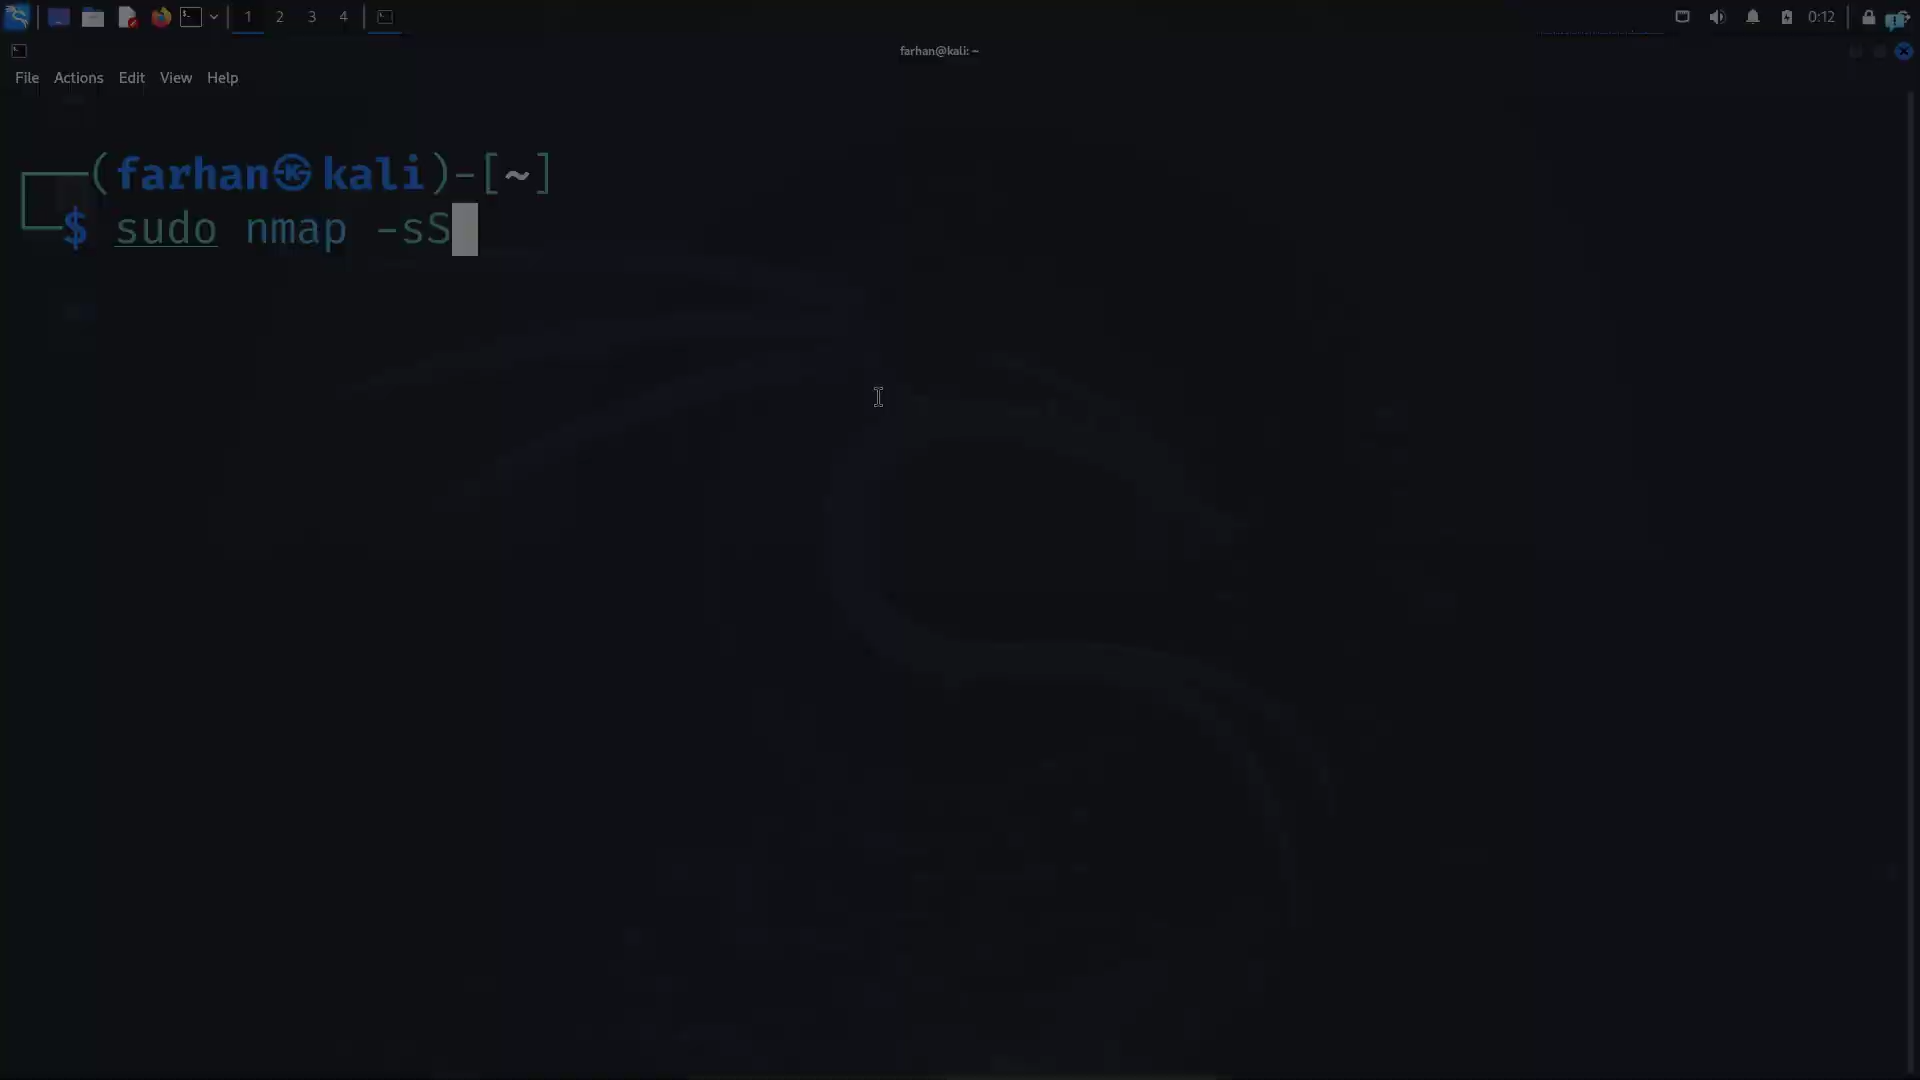 1 2 3 4 0:12
farhan@kali: ~
File Actions Edit View Help
(farhan㉿kali)-[~]
$ sudo nmap -sS